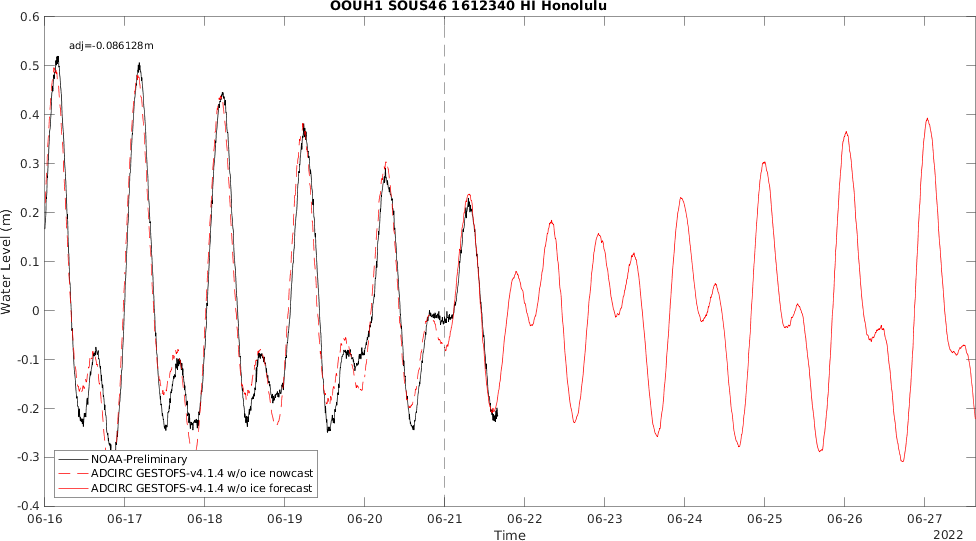 OOUH1 SOUS46 1612340 HI Honolulu
adj=-0.086128m
Water Level (m)
0.6
0.5
0.4
0.3
0.2
0.1
0
-0.1
-0.2
-0.3
-0.4
NOAA-Preliminary
ADCIRC GESTOFS-v4.1.4 w/o ice nowcast
ADCIRC GESTOFS-v4.1.4 w/o ice forecast
06-16 06-17 06-18 06-19 06-20 06-21 06-22 06-23 06-24 06-25 06-26 06-27
Time
2022